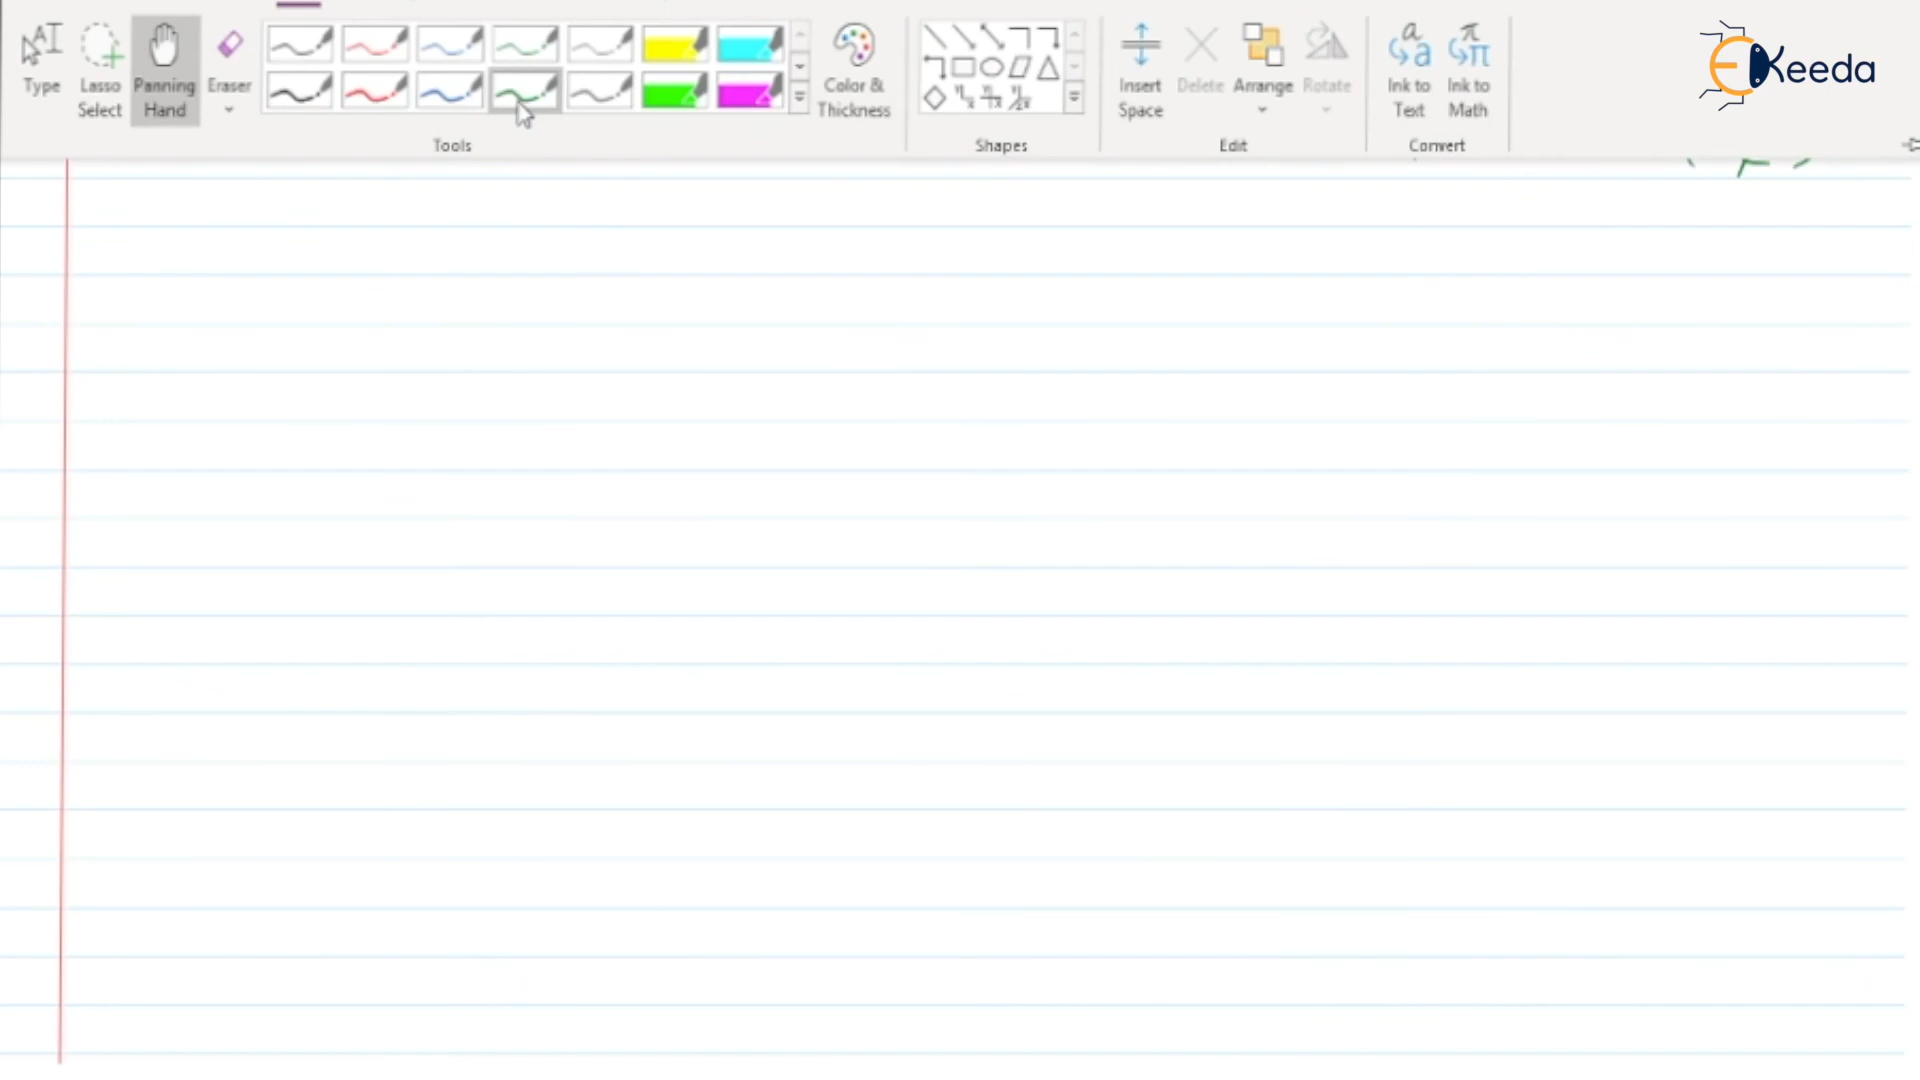 Type
Lasso
Select
Panning
Hand
Eraser
Color &
Thickness
Insert
Space
Delete
Arrange
Rotate
Ink to
Text
Ink to
Math
Tools
Shapes
Edit
Convert
EKeeda